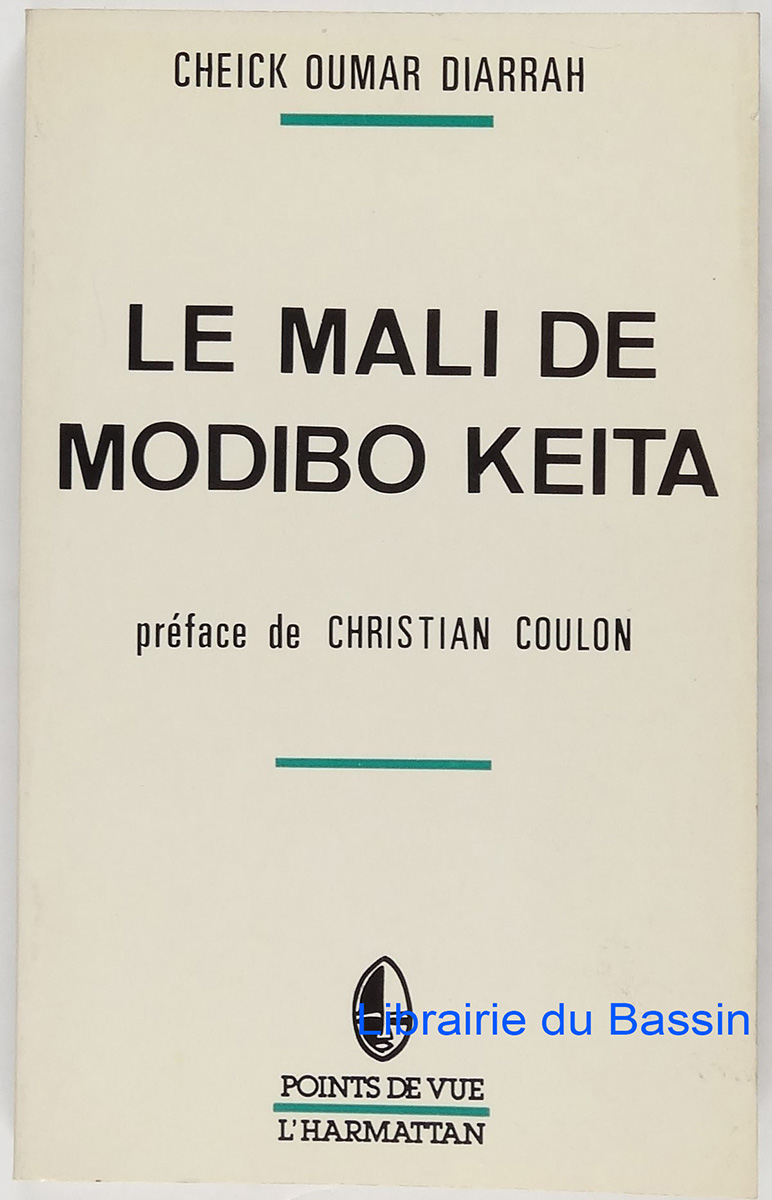 CHEICK OUMAR DIARRAH
LE MALI DE
MODIBO KEITA
préface de CHRISTIAN COULON
Librairie du Bassin
POINTS DE VUE
L'HARMATTAN